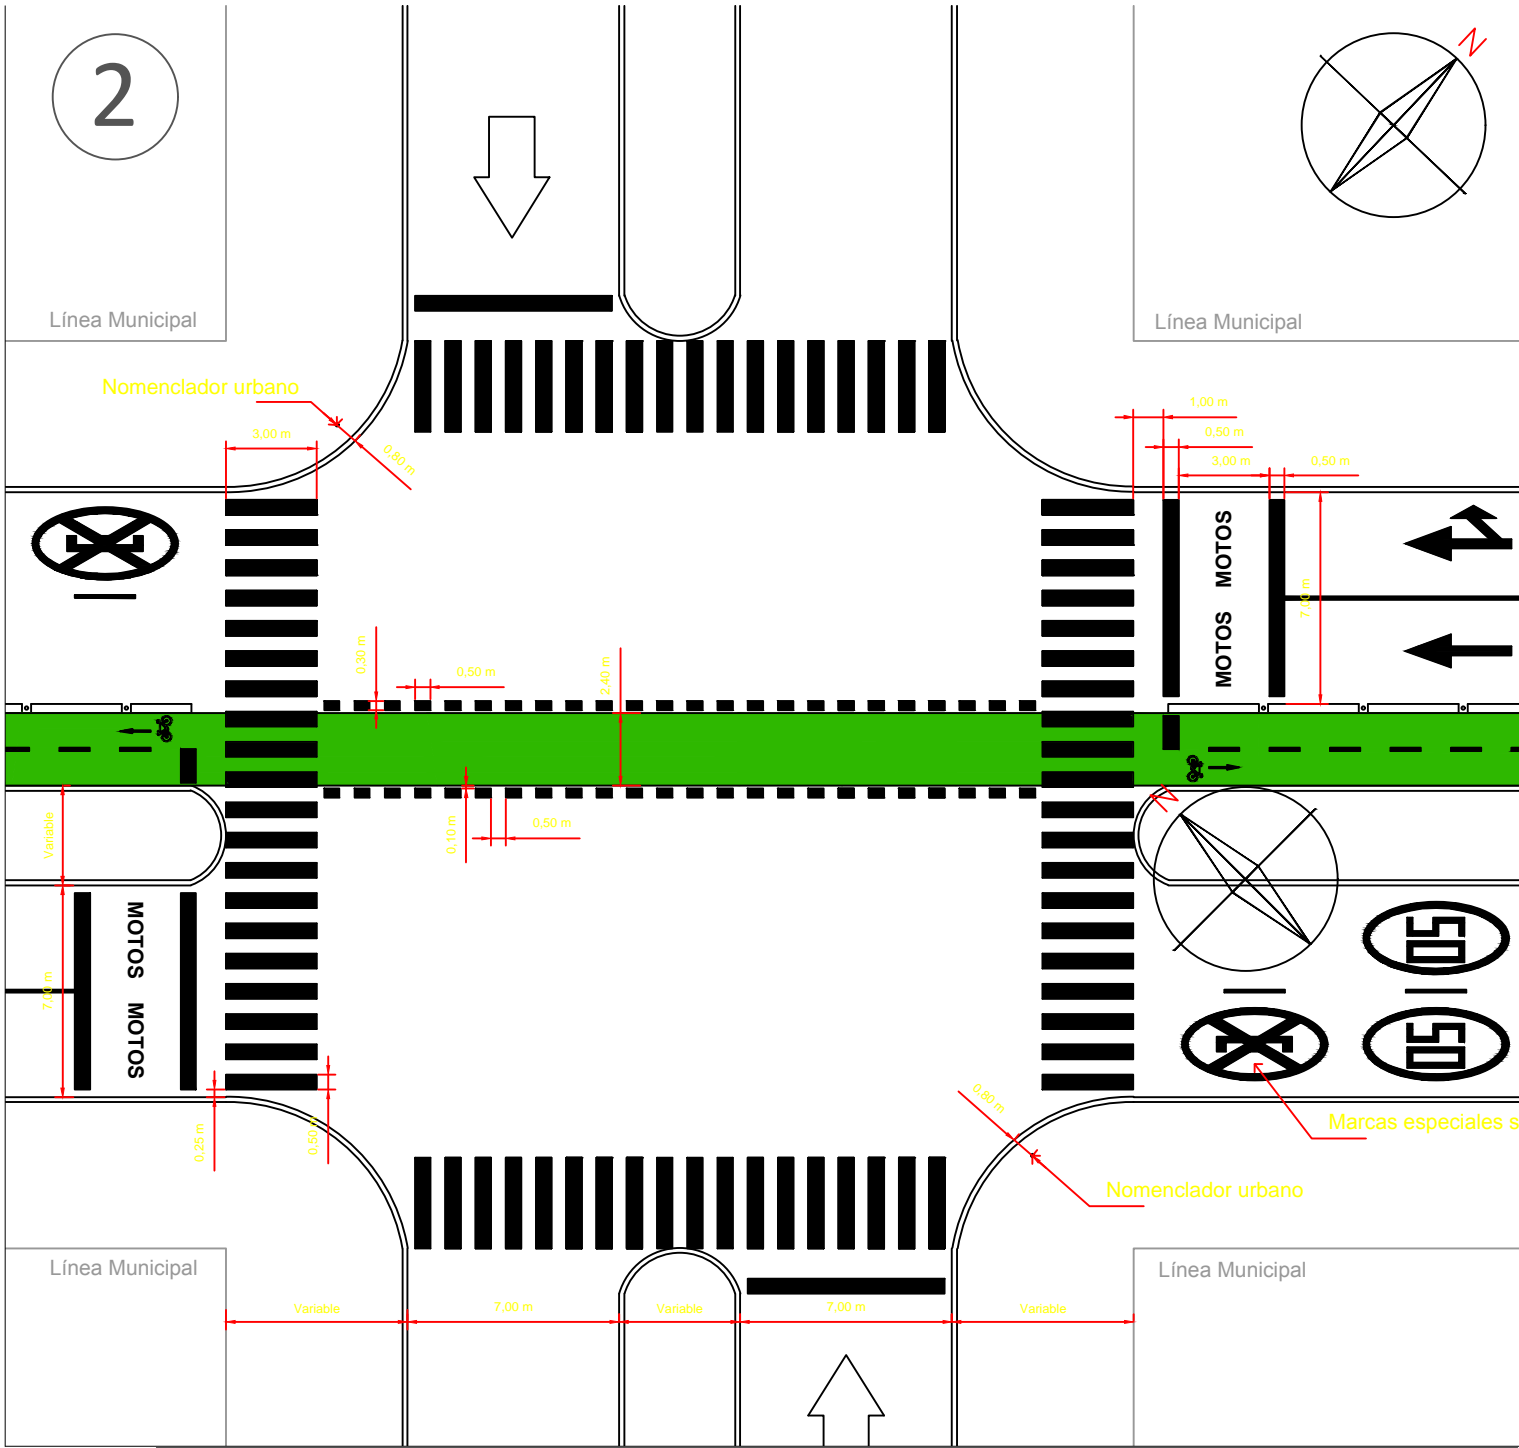 2
N
Línea Municipal
Línea Municipal
Nomenclador urbano
1,00 m
3,00 m
0,50 m
0,80 m
3,00 m
0,50 m
MOTOS
MOTOS
7,00 m
0,30 m
0,50 m
2,40 m
N
Variable
0,10 m
0,50 m
MOTOS
MOTOS
7,00 m
50
50
0,25 m
0,50 m
0,80 m
Marcas especiales s
Nomenclador urbano
Línea Municipal
Línea Municipal
Variable
7,00 m
Variable
7,00 m
Variable